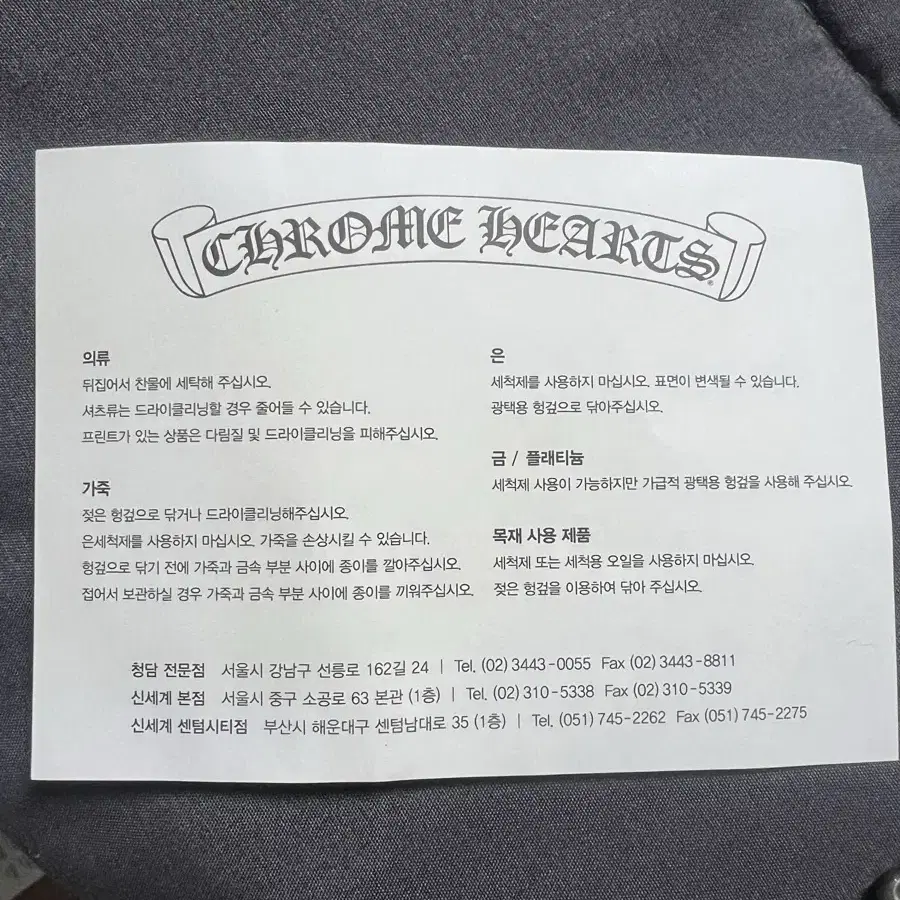 CHROME HEARTS®
의류
뒤집어서 찬물에 세탁해 주십시오.
셔츠류는 드라이클리닝할 경우 줄어들 수 있습니다.
프린트가 있는 상품은 다림질 및 드라이클리닝을 피해주십시오.
가죽
젖은 헝겊으로 닦거나 드라이클리닝해주십시오.
은세척제를 사용하지 마십시오. 가죽을 손상시킬 수 있습니다.
헝겊으로 닦기 전에 가죽과 금속 부분 사이에 종이를 깔아주십시오.
접어서 보관하실 경우 가죽과 금속 부분 사이에 종이를 끼워주십시오.
은
세척제를 사용하지 마십시오. 표면이 변색될 수 있습니다.
광택용 헝겊으로 닦아주십시오.
금 / 플래티늄
세척제 사용이 가능하지만 가급적 광택용 헝겊을 사용해 주십시오.
목재 사용 제품
세척제 또는 세척용 오일을 사용하지 마십시오.
젖은 헝겊을 이용하여 닦아 주십시오.
청담 전문점 서울시 강남구 선릉로 162길 24 | Tel. (02) 3443-0055 Fax (02) 3443-8811
신세계 본점 서울시 중구 소공로 63 본관 (1층) | Tel. (02) 310-5338 Fax (02) 310-5339
신세계 센텀시티점 부산시 해운대구 센텀남대로 35 (1층) | Tel. (051) 745-2262 Fax (051) 745-2275